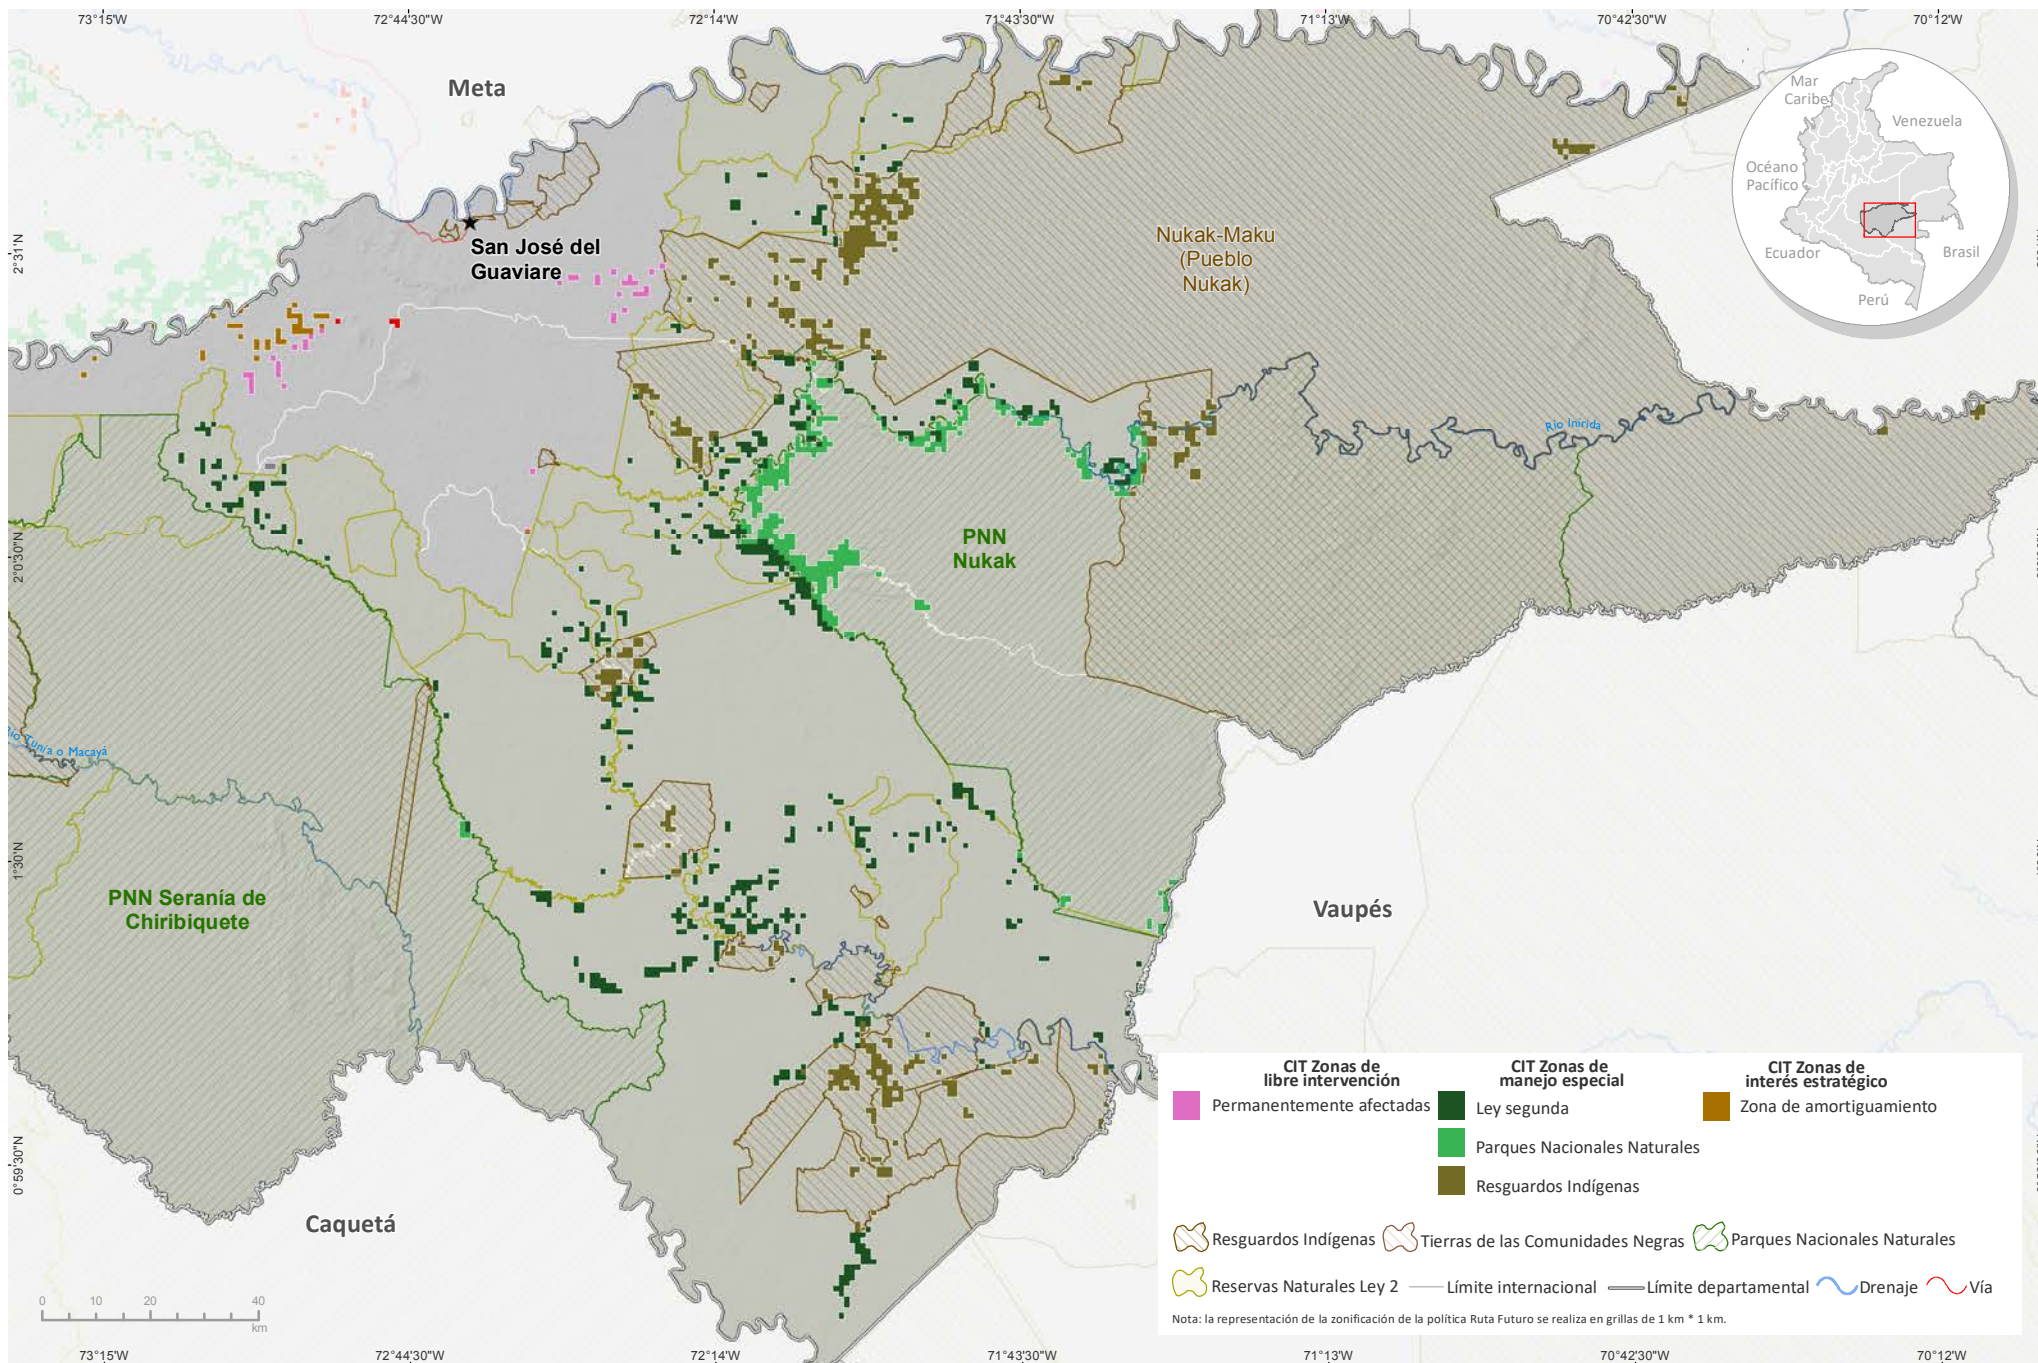 73°15'W
72°44'30"W
72°14'W
71°43'30"W
71°13'W
70°42'30"W
70°12'W
Meta
Mar
Caribe
Venezuela
Océano
Pacífico
Ecuador
Brasil
Perú
2°31'N
San José del
Guaviare
Nukak-Maku
(Pueblo
Nukak)
Río Inírida
2°0'30"N
PNN
Nukak
Río Tunía o Macayá
1°30'N
PNN Seranía de
Chiribiquete
Vaupés
0°59'30"N
Caquetá
CIT Zonas de
libre intervención
Permanentemente afectadas
CIT Zonas de
manejo especial
Ley segunda
Parques Nacionales Naturales
Resguardos Indígenas
CIT Zonas de
interés estratégico
Zona de amortiguamiento
Resguardos Indígenas
Tierras de las Comunidades Negras
Parques Nacionales Naturales
Reservas Naturales Ley 2
Límite internacional
Límite departamental
Drenaje
Vía
Nota: la representación de la zonificación de la política Ruta Futuro se realiza en grillas de 1 km * 1 km.
0 10 20 40
km
73°15'W
72°44'30"W
72°14'W
71°43'30"W
71°13'W
70°42'30"W
70°12'W